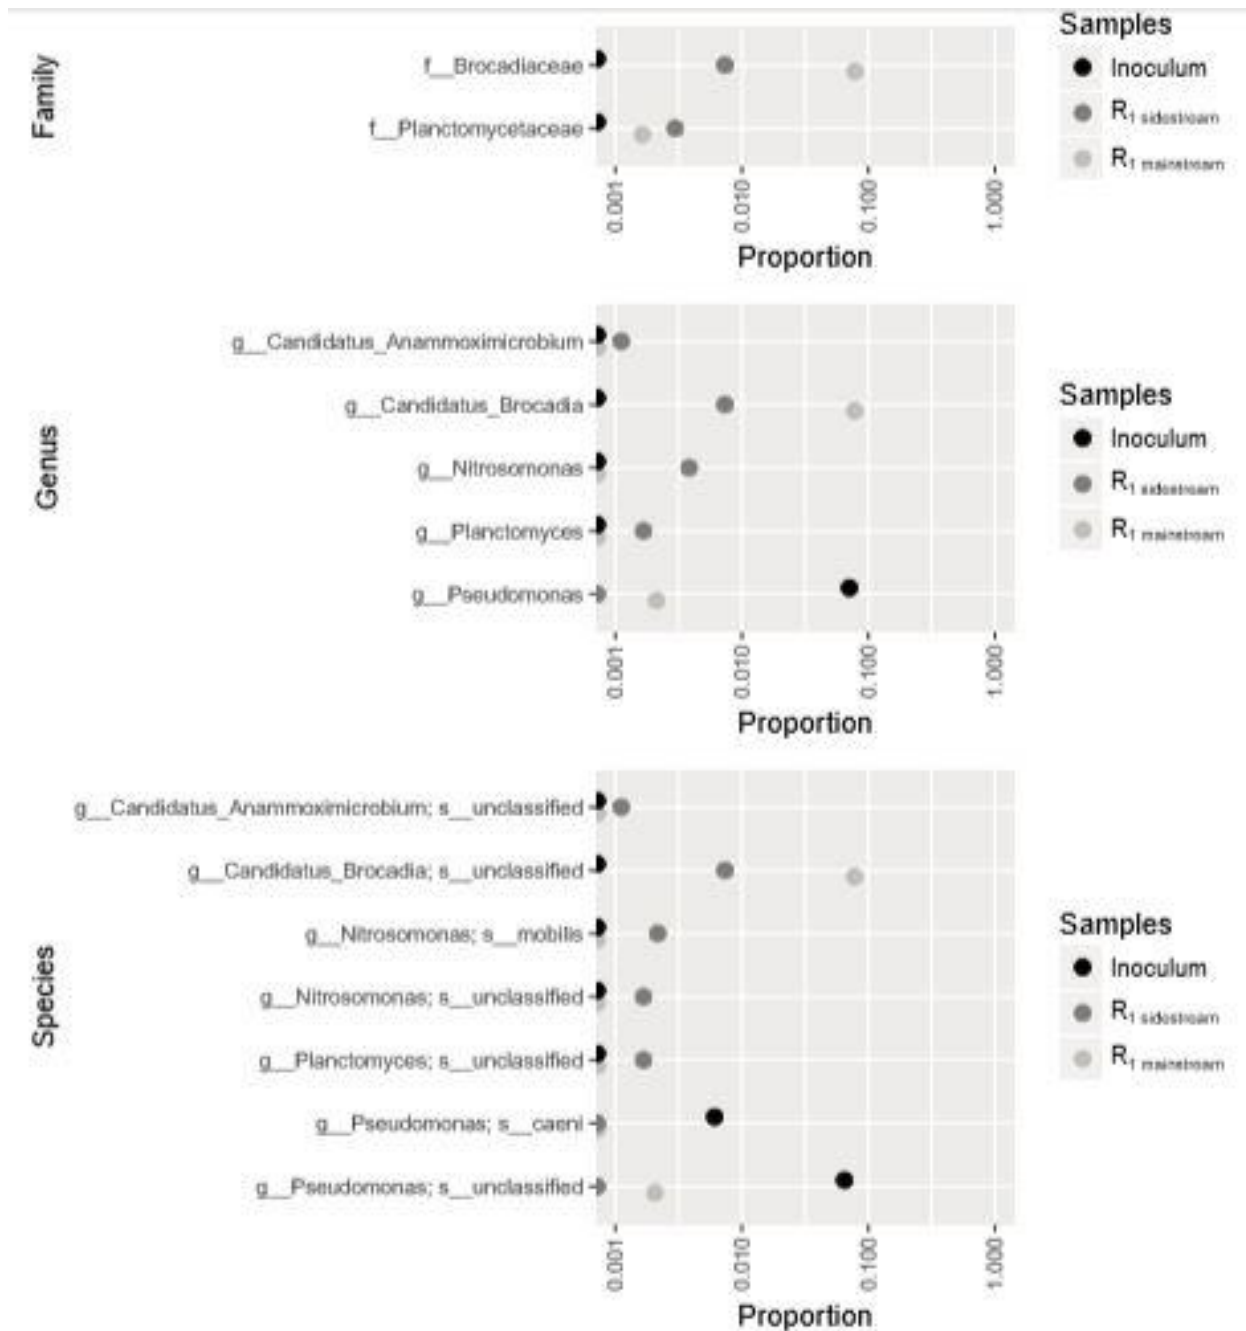 Family
f__Brocadiaceae
f__Planctomycetaceae
0.001
0.010
0.100
1.000
Proportion
Samples
Inoculum
R1 sidestream
R1 mainstream
Genus
g__Candidatus_Anammoximicrobium
g__Candidatus_Brocadia
g__Nitrosomonas
g__Planctomyces
g__Pseudomonas
0.001
0.010
0.100
1.000
Proportion
Samples
Inoculum
R1 sidestream
R1 mainstream
Species
g__Candidatus_Anammoximicrobium; s__unclassified
g__Candidatus_Brocadia; s__unclassified
g__Nitrosomonas; s__mobilis
g__Nitrosomonas; s__unclassified
g__Planctomyces; s__unclassified
g__Pseudomonas; s__caeni
g__Pseudomonas; s__unclassified
0.001
0.010
0.100
1.000
Proportion
Samples
Inoculum
R1 sidestream
R1 mainstream